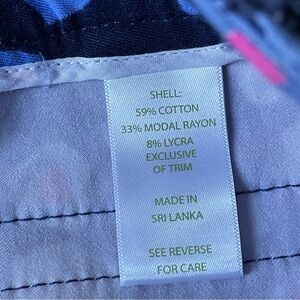 SHELL:
59% COTTON
33% MODAL RAYON
8% LYCRA
EXCLUSIVE
OF TRIM
MADE IN
SRI LANKA
SEE REVERSE
FOR CARE